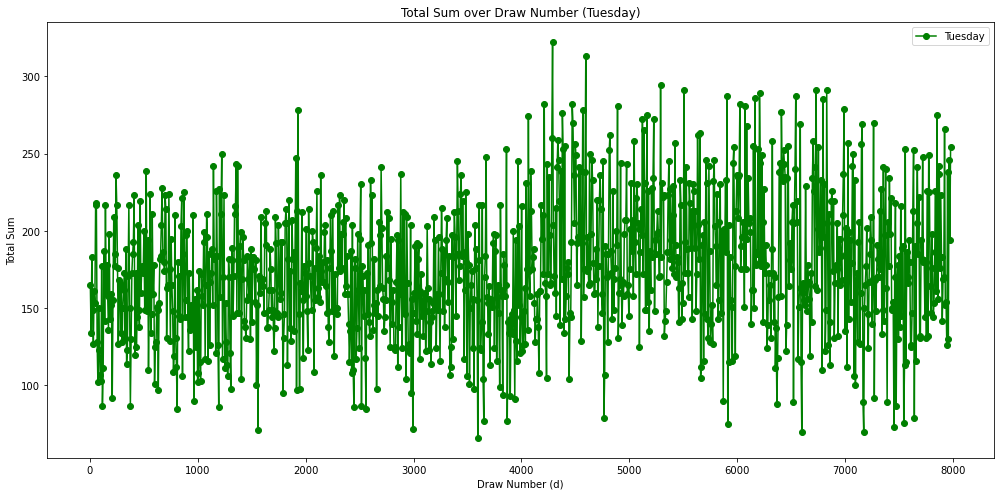 Total Sum over Draw Number (Tuesday)
Tuesday
300
250
200
150
100
Total Sum
0 1000 2000 3000 4000 5000 6000 7000 8000
Draw Number (d)